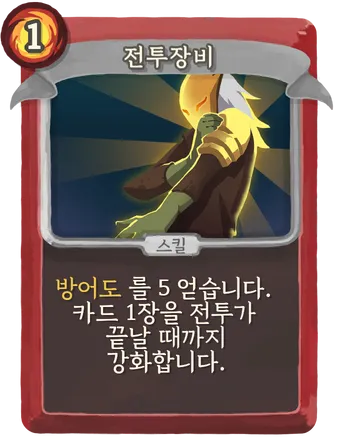 1
전투장비
스킬
방어도 를 5 얻습니다.
카드 1장을 전투가
끝날 때까지
강화합니다.